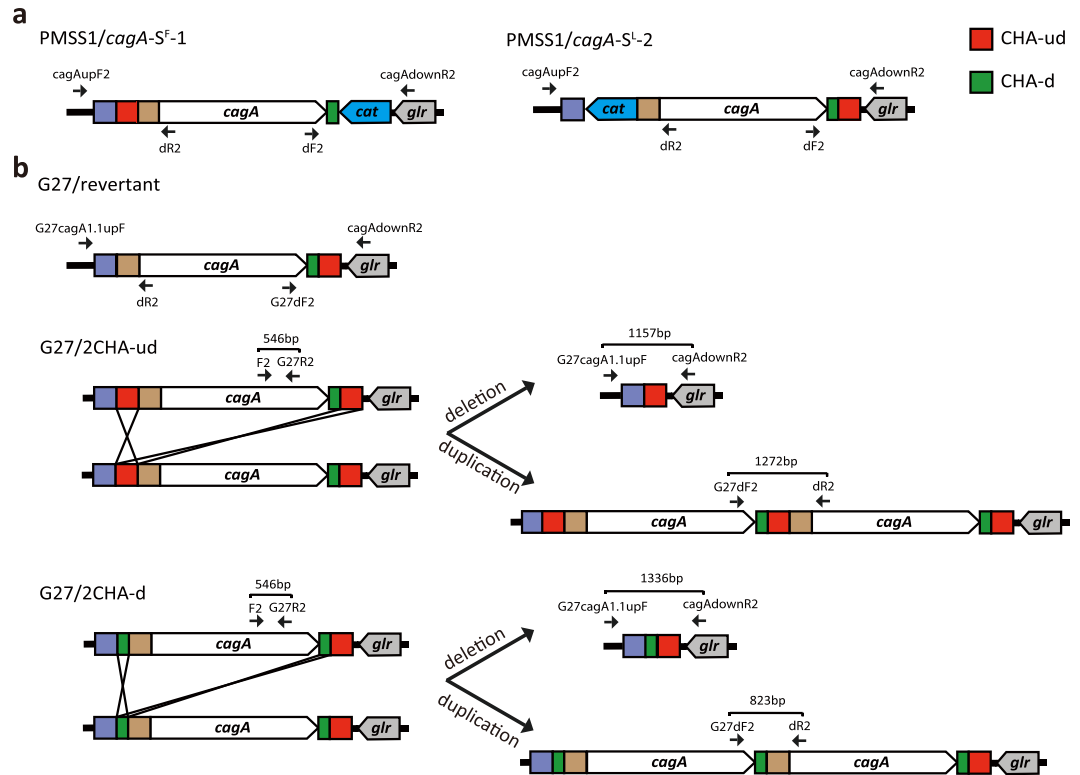 a
PMSS1/cagA-Sᶠ-1
PMSS1/cagA-Sᴸ-2
CHA-ud
CHA-d
cagAupF2
cagAdownR2
cagA
cat
glr
dR2
dF2
cagAupF2
cagAdownR2
cat
cagA
glr
dR2
dF2
b
G27/revertant
G27cagA1.1upF
cagAdownR2
cagA
glr
dR2
G27dF2
G27/2CHA-ud
546bp
F2
G27R2
cagA
glr
cagA
glr
deletion
duplication
1157bp
G27cagA1.1upF
cagAdownR2
glr
1272bp
G27dF2
dR2
cagA
cagA
glr
G27/2CHA-d
546bp
F2
G27R2
cagA
glr
cagA
glr
deletion
duplication
1336bp
G27cagA1.1upF
cagAdownR2
glr
823bp
G27dF2
dR2
cagA
cagA
glr